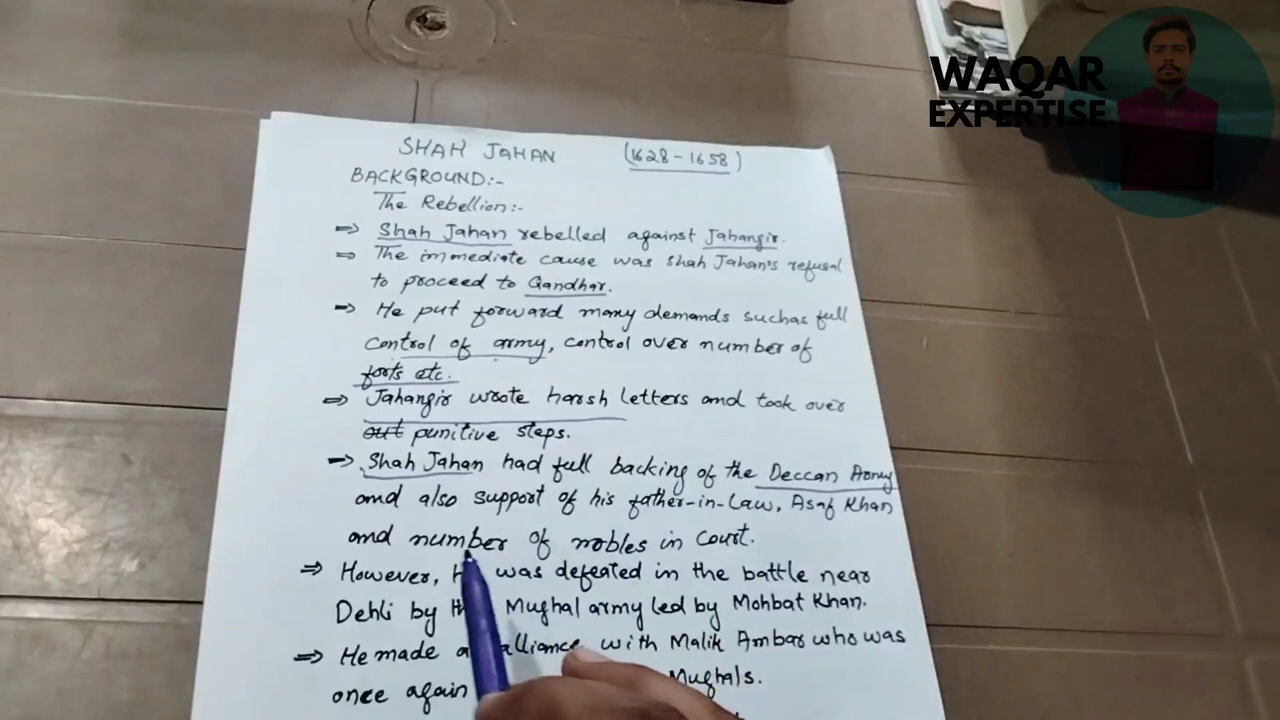 WAQAR
EXPERTISE
SHAH JAHAN (1628-1658)
BACKGROUND:-
The Rebellion:-
⇒ Shah Jahan rebelled against Jahangir.
⇒ The immediate cause was Shah Jahan's refusal
to proceed to Qandhar.
⇒ He put forward many demands such as full
control of army, control over number of
forts etc.
⇒ Jahangir wrote harsh letters and took over
out punitive steps.
⇒ Shah Jahan had full backing of the Deccan Army
and also support of his father-in-Law, Asaf Khan
and number of nobles in Court.
⇒ However, was defeated in the battle near
Dehli by Mughal army led by Mohbat Khan.
⇒ He made alliance with Malik Ambar who was
once again Mughals.